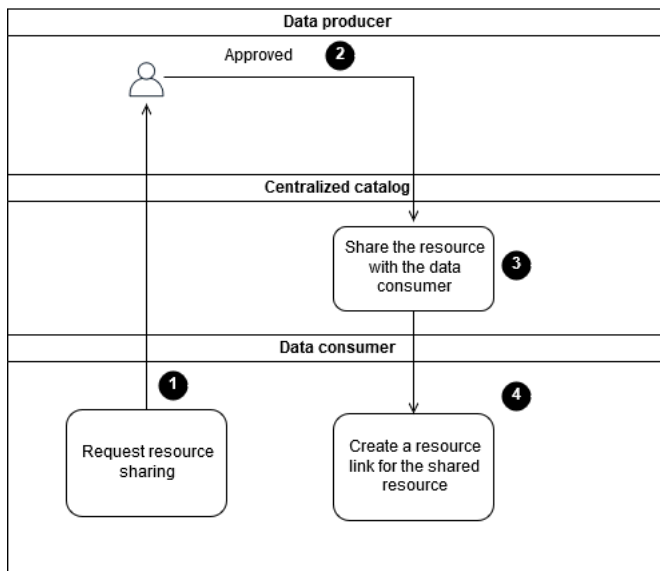 Data producer
Approved
2
Centralized catalog
Share the resource
with the data
consumer
3
Data consumer
1
4
Request resource
sharing
Create a resource
link for the shared
resource